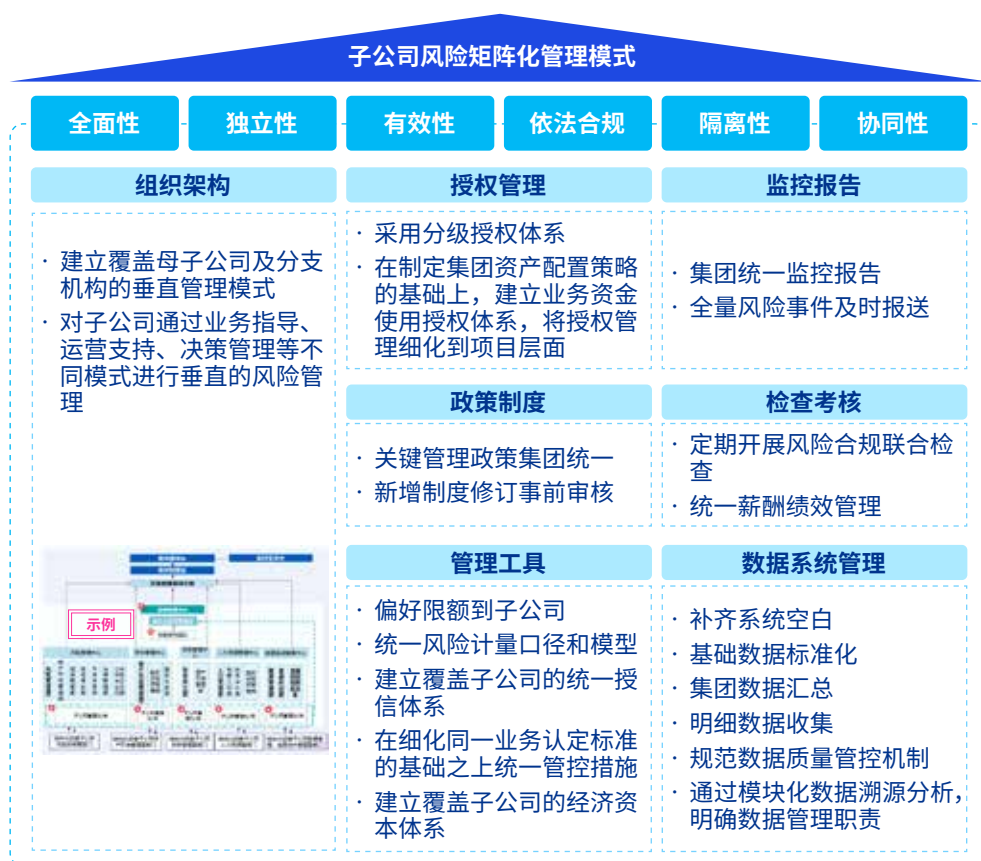 子公司风险矩阵化管理模式
全面性
独立性
有效性
依法合规
隔离性
协同性
组织架构
· 建立覆盖母子公司及分支
机构的垂直管理模式
· 对子公司通过业务指导、
运营支持、决策管理等不
同模式进行垂直的风险管
理
示例
授权管理
· 采用分级授权体系
· 在制定集团资产配置策略
的基础上，建立业务资金
使用授权体系，将授权管
理细化到项目层面
监控报告
· 集团统一监控报告
· 全量风险事件及时报送
政策制度
· 关键管理政策集团统一
· 新增制度修订事前审核
检查考核
· 定期开展风险合规联合检
查
· 统一薪酬绩效管理
管理工具
· 偏好限额到子公司
· 统一风险计量口径和模型
· 建立覆盖子公司的统一授
信体系
· 在细化同一业务认定标准
的基础之上统一管控措施
· 建立覆盖子公司的经济资
本体系
数据系统管理
· 补齐系统空白
· 基础数据标准化
· 集团数据汇总
· 明细数据收集
· 规范数据质量管控机制
· 通过模块化数据溯源分析，
明确数据管理职责